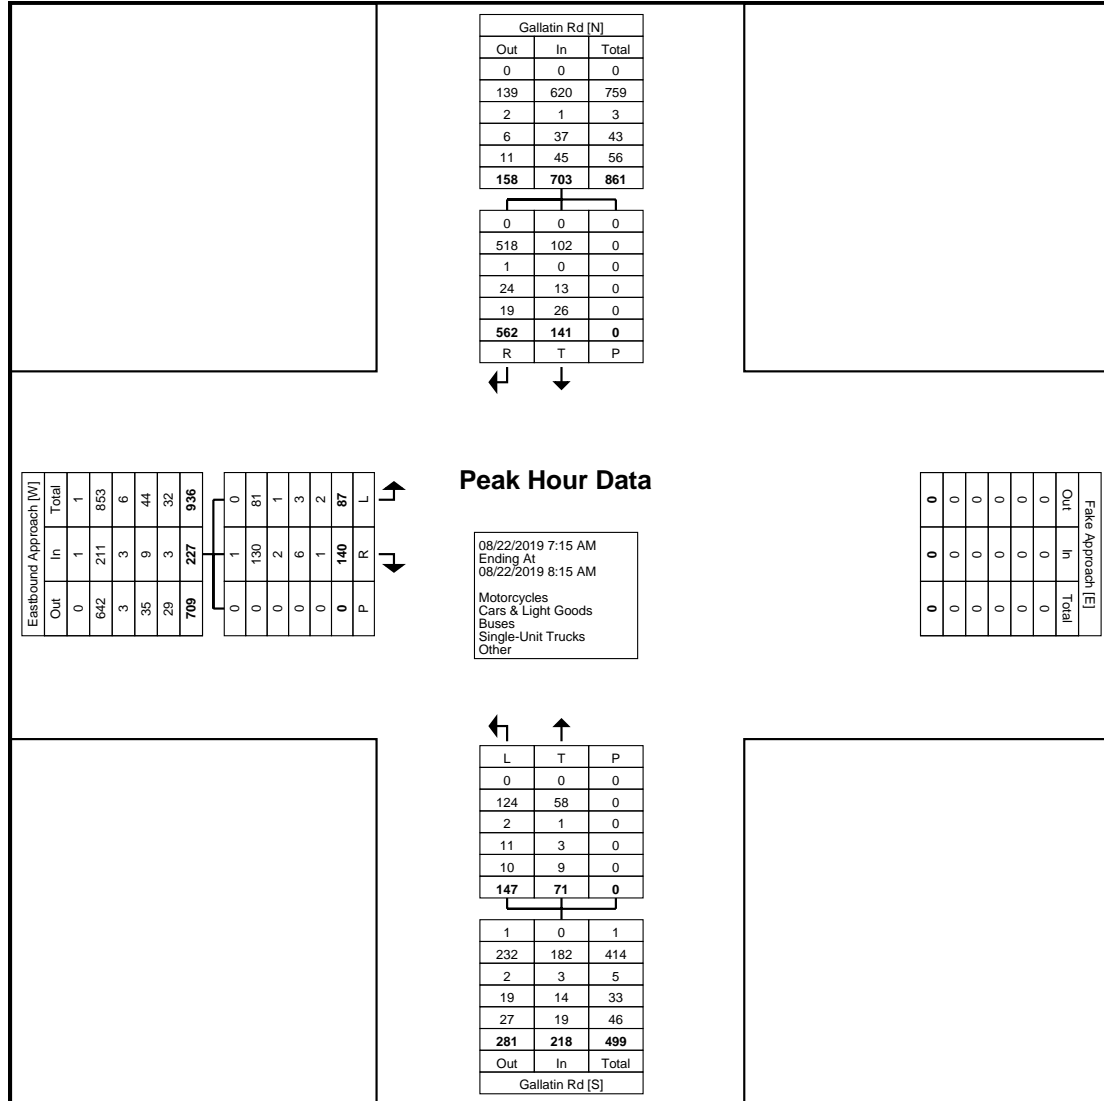 Gallatin Rd [N]
Out In Total
0 0 0
139 620 759
2 1 3
6 37 43
11 45 56
158 703 861
0 0 0
518 102 0
1 0 0
24 13 0
19 26 0
562 141 0
R T P
Eastbound Approach [W]
Out In Total
0 1 1
642 211 853
3 3 6
35 9 44
29 3 32
709 227 936
0 1 0
0 130 81
0 2 1
0 6 3
0 1 2
0 140 87
P R L
Peak Hour Data
08/22/2019 7:15 AM
Ending At
08/22/2019 8:15 AM
Motorcycles
Cars & Light Goods
Buses
Single-Unit Trucks
Other
Fake Approach [E]
Out In Total
0 0 0
0 0 0
0 0 0
0 0 0
0 0 0
0 0 0
L T P
0 0 0
124 58 0
2 1 0
11 3 0
10 9 0
147 71 0
1 0 1
232 182 414
2 3 5
19 14 33
27 19 46
281 218 499
Out In Total
Gallatin Rd [S]